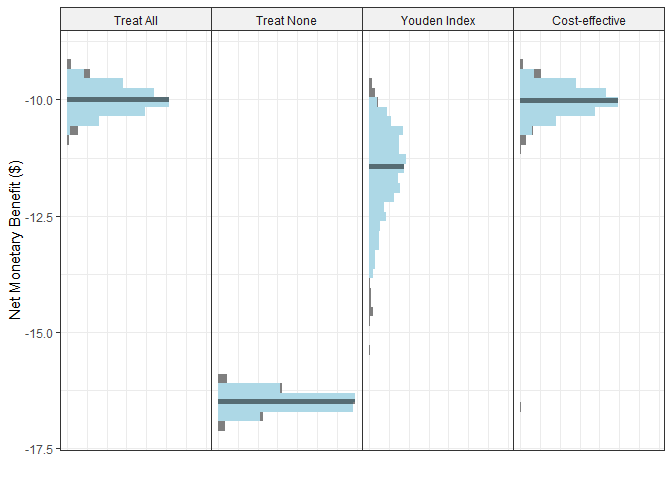 Treat All Treat None Youden Index Cost-effective
Net Monetary Benefit ($)
-10.0
-12.5
-15.0
-17.5